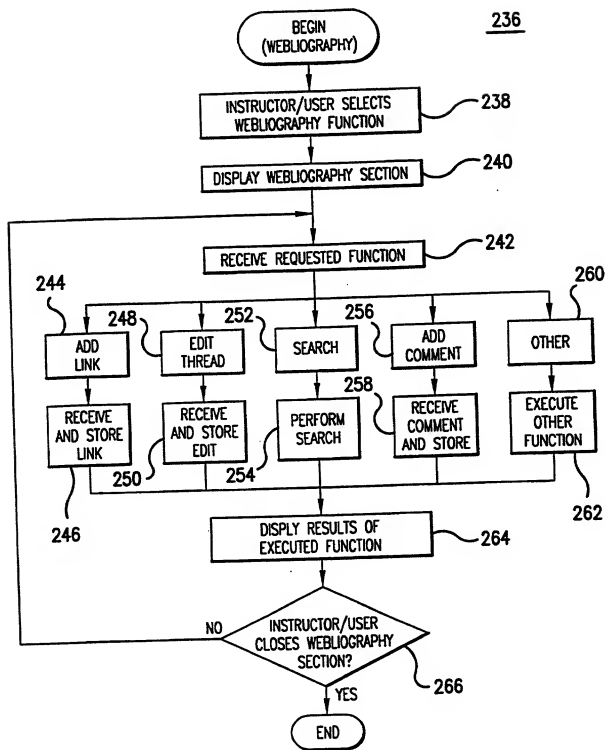 BEGIN
(WEBLIOGRAPHY)
236
INSTRUCTOR/USER SELECTS
WEBLIOGRAPHY FUNCTION
238
DISPLAY WEBLIOGRAPHY SECTION
240
RECEIVE REQUESTED FUNCTION
242
244
ADD
LINK
248
EDIT
THREAD
252
SEARCH
256
ADD
COMMENT
260
OTHER
RECEIVE
AND STORE
LINK
246
RECEIVE
AND STORE
EDIT
250
PERFORM
SEARCH
254
258
RECEIVE
COMMENT
AND STORE
EXECUTE
OTHER
FUNCTION
262
DISPLY RESULTS OF
EXECUTED FUNCTION
264
NO
INSTRUCTOR/USER
CLOSES WEBLIOGRAPHY
SECTION?
266
YES
END